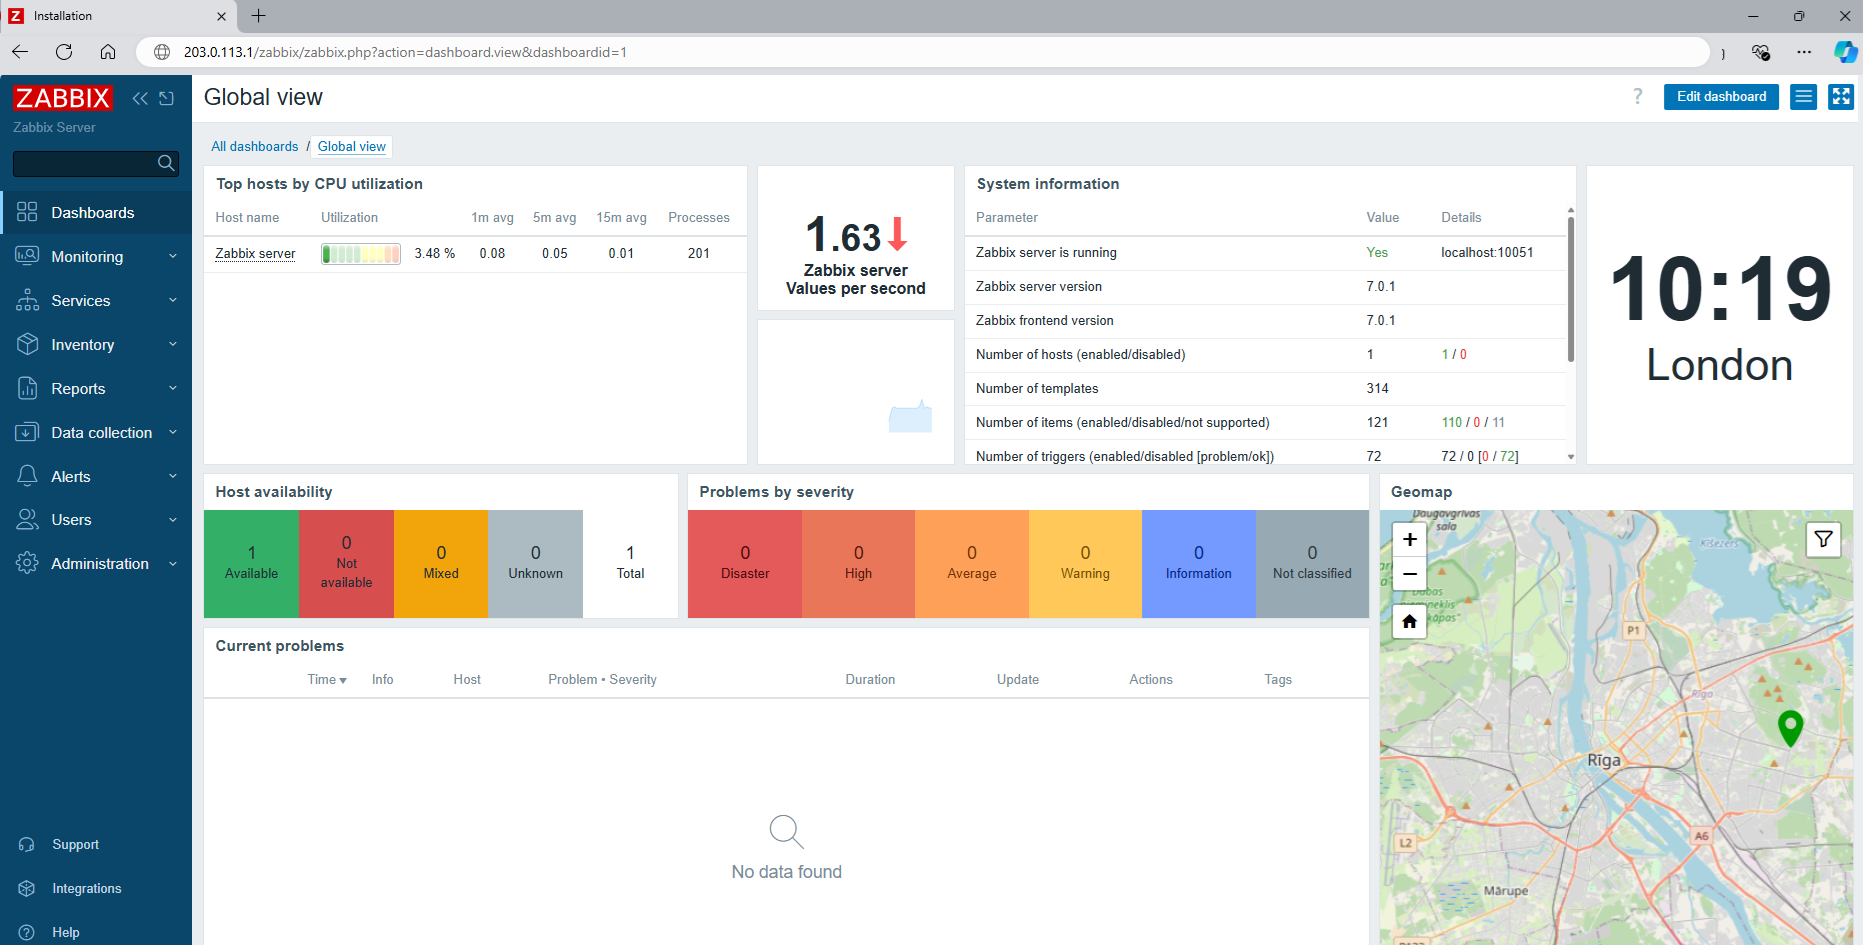 Installation
203.0.113.1/zabbix/zabbix.php?action=dashboard.view&dashboardid=1
ZABBIX
Zabbix Server
Dashboards
Monitoring
Services
Inventory
Reports
Data collection
Alerts
Users
Administration
Support
Integrations
Help
Global view
? Edit dashboard
All dashboards / Global view
Top hosts by CPU utilization
Host name Utilization 1m avg 5m avg 15m avg Processes
Zabbix server 3.48 % 0.08 0.05 0.01 201
1.63
Zabbix server
Values per second
System information
Parameter Value Details
Zabbix server is running Yes localhost:10051
Zabbix server version 7.0.1
Zabbix frontend version 7.0.1
Number of hosts (enabled/disabled) 1 1 / 0
Number of templates 314
Number of items (enabled/disabled/not supported) 121 110 / 0 / 11
Number of triggers (enabled/disabled [problem/ok]) 72 72 / 0 [0 / 72]
10:19
London
Host availability
1 Available
0 Not available
0 Mixed
0 Unknown
1 Total
Problems by severity
0 Disaster
0 High
0 Average
0 Warning
0 Information
0 Not classified
Current problems
Time Info Host Problem • Severity Duration Update Actions Tags
No data found
Geomap
Daugavgrīvas
sala
Ķīšezers
+
−
P1
Rīga
Rīga
A6
L2
Mārupe